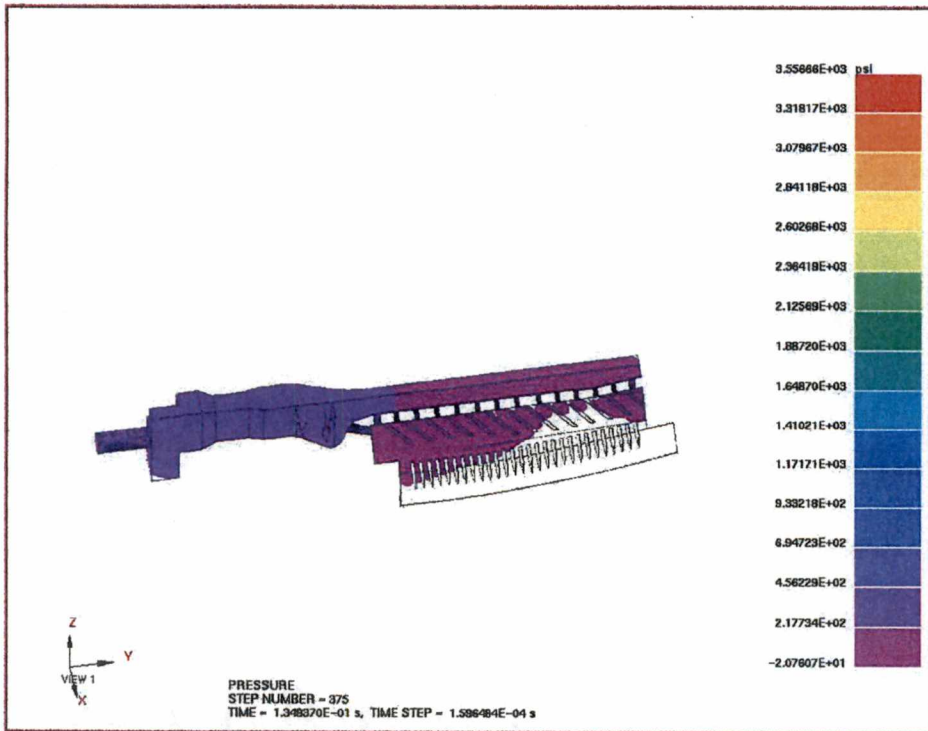 3.55666E+03 psi
3.31817E+03
3.07967E+03
2.84118E+03
2.60268E+03
2.36419E+03
2.12569E+03
1.88720E+03
1.64870E+03
1.41021E+03
1.17171E+03
9.33218E+02
6.94723E+02
4.56229E+02
2.17734E+02
-2.07607E+01
Z
Y
VIEW 1
X
PRESSURE
STEP NUMBER = 375
TIME = 1.349370E-01 s, TIME STEP = 1.596484E-04 s